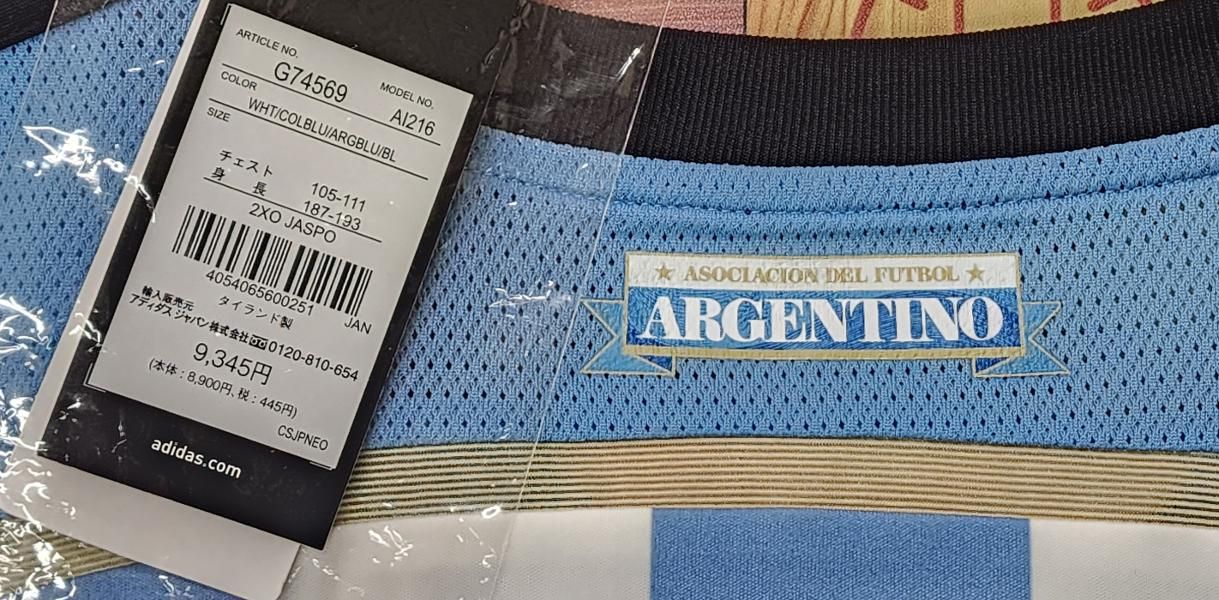 ARTICLE NO.
G74569
MODEL NO.
COLOR
AI216
WHT/COLBLU/ARGBLU/BL
SIZE
チェスト 105-111
身 長 187-193
2XO JASPO
4054065600251
JAN
タイランド製
輸入販売元
アディダス ジャパン 株式会社 0120-810-654
9,345円
(本体:8,900円、税:445円)
CSJPNEO
adidas.com
★ ASOCIACION DEL FUTBOL ★
ARGENTINO